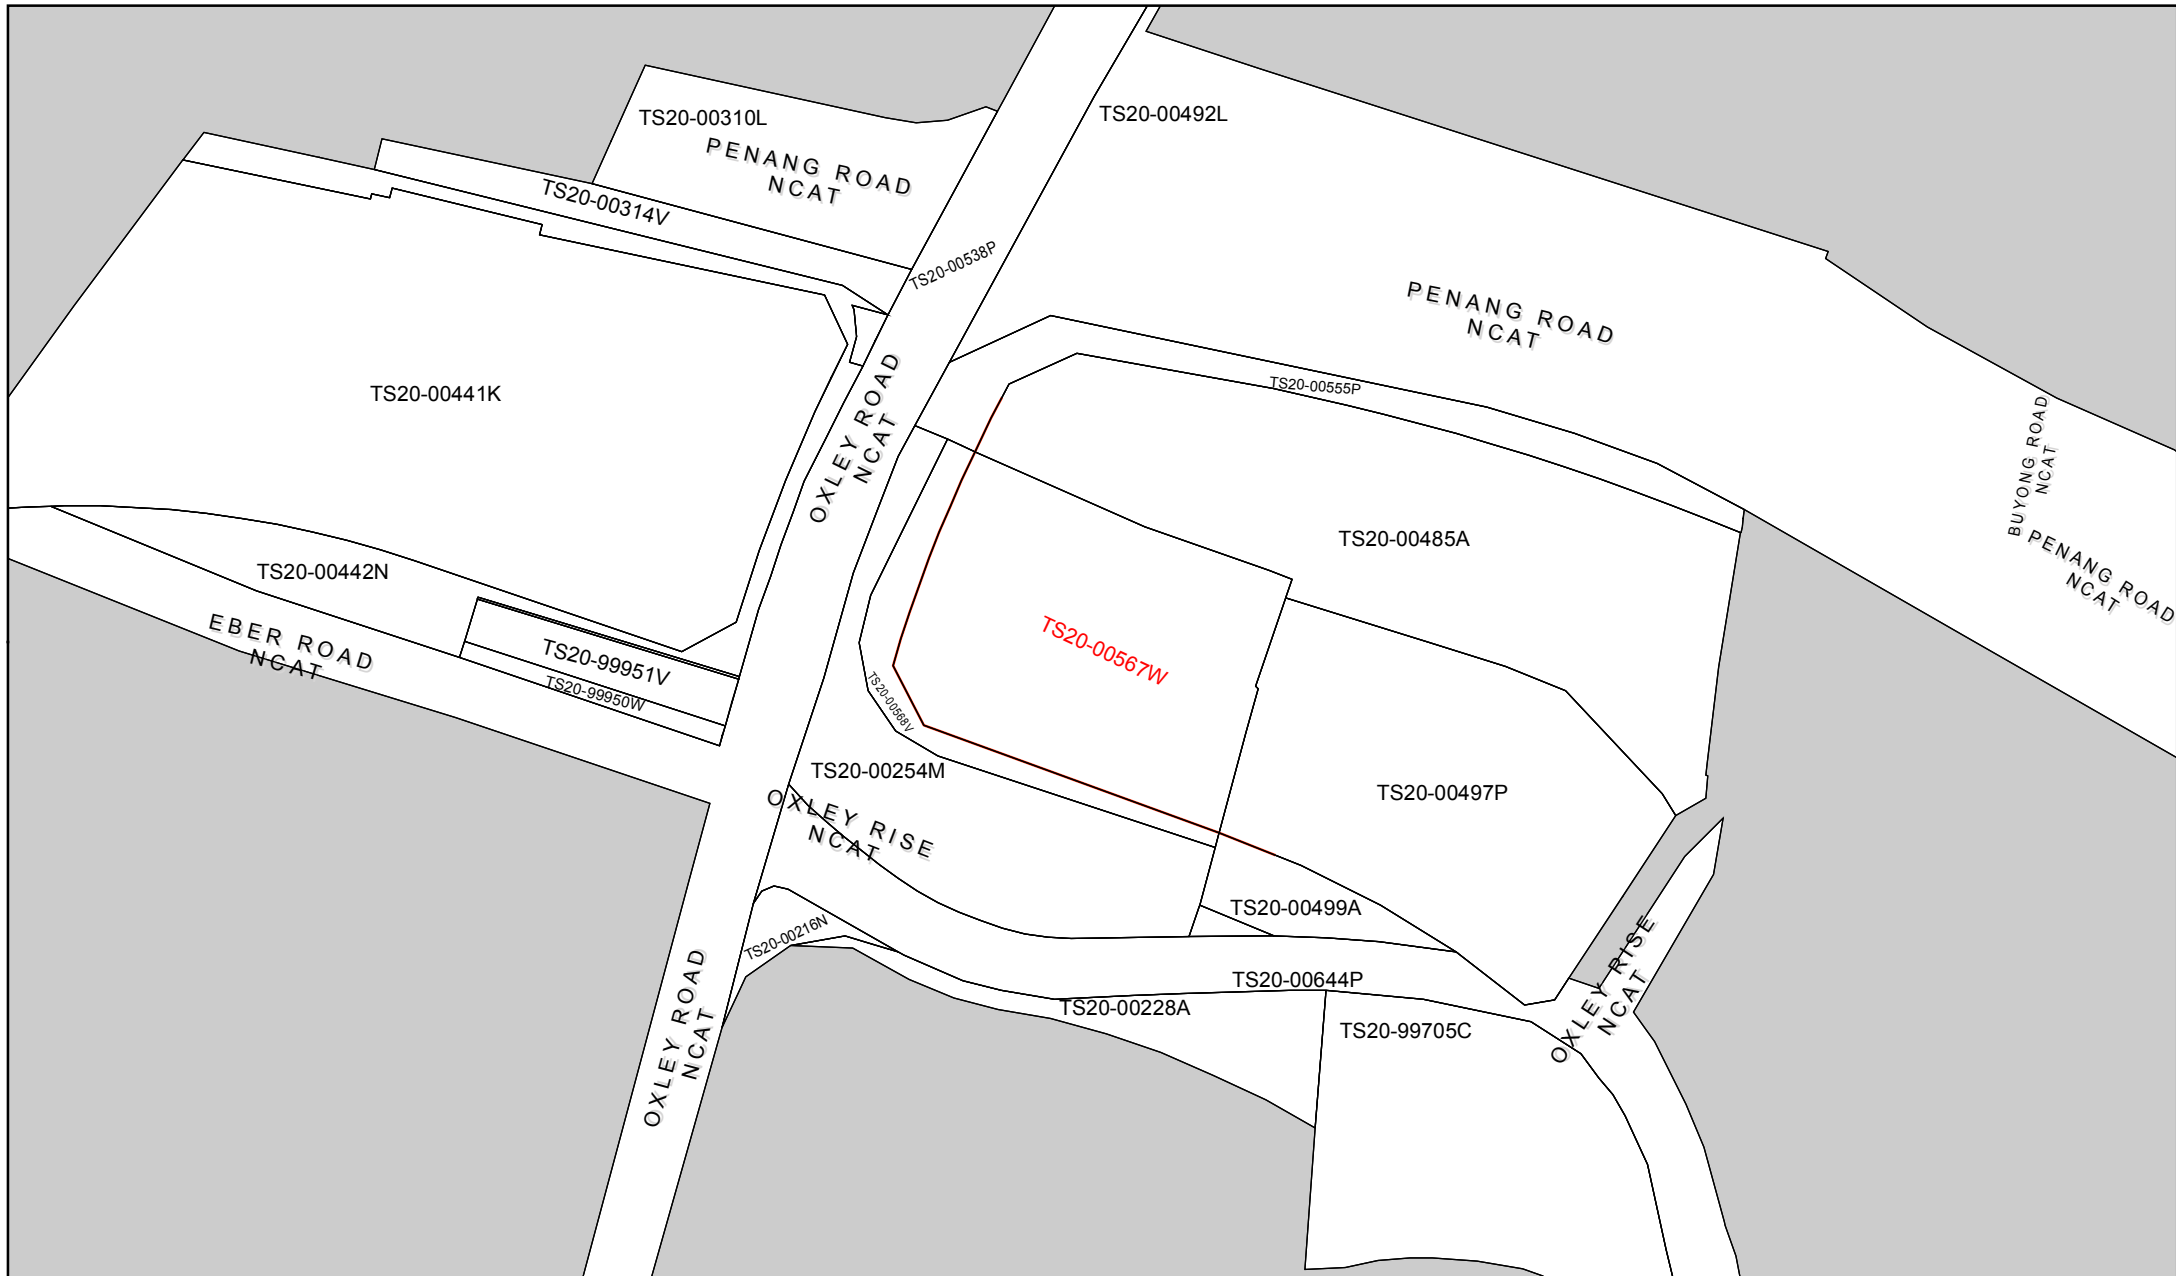 TS20-00310L
PENANG ROAD
NCAT
TS20-00492L
TS20-00314V
TS20-00538P
PENANG ROAD
NCAT
TS20-00441K
OXLEY ROAD
NCAT
TS20-00555P
BUYONG ROAD
NCAT
PENANG ROAD
NCAT
TS20-00485A
TS20-00442N
EBER ROAD
NCAT
TS20-99951V
TS20-99950W
TS20-00567W
TS20-00568V
TS20-00254M
OXLEY RISE
NCAT
TS20-00497P
TS20-00499A
TS20-00216N
OXLEY ROAD
NCAT
TS20-00644P
TS20-00228A
TS20-99705C
OXLEY RISE
NCAT